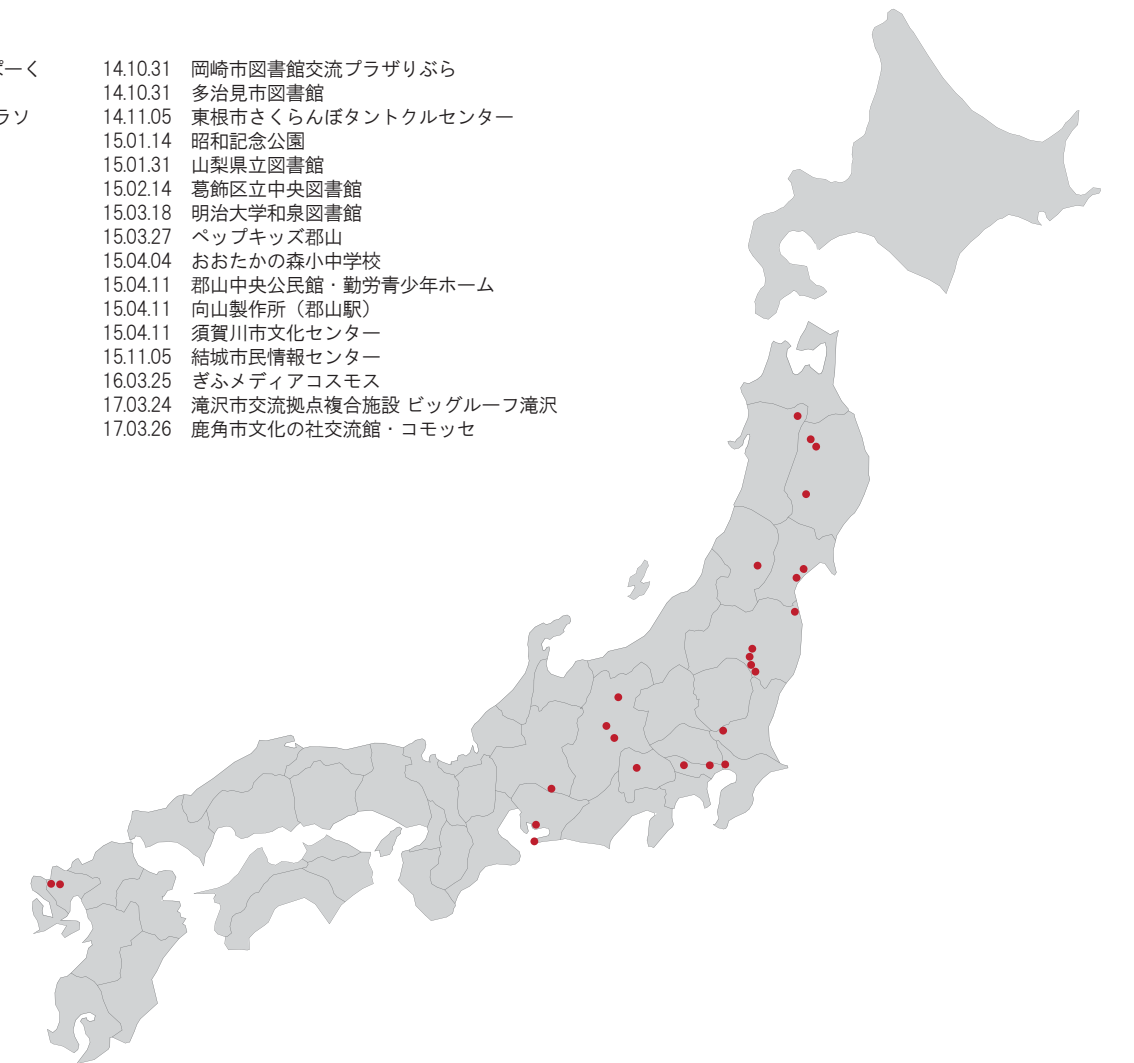 ぱーく
ラソ
14.10.31 岡崎市図書館交流プラザりぶら
14.10.31 多治見市図書館
14.11.05 東根市さくらんぼタントクルセンター
15.01.14 昭和記念公園
15.01.31 山梨県立図書館
15.02.14 葛飾区立中央図書館
15.03.18 明治大学和泉図書館
15.03.27 ペップキッズ郡山
15.04.04 おおたかの森小中学校
15.04.11 郡山中央公民館・勤労青少年ホーム
15.04.11 向山製作所（郡山駅）
15.04.11 須賀川市文化センター
15.11.05 結城市民情報センター
16.03.25 ぎふメディアコスモス
17.03.24 滝沢市交流拠点複合施設 ビッグルーフ滝沢
17.03.26 鹿角市文化の社交流館・コモッセ